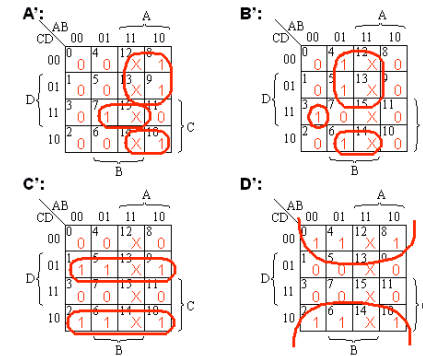 A':
A
AB
CD 00 01 11 10
0 4 12 8
00 0 0 X 1
1 5 13 9
D 01 0 0 X 1
3 7 15 11
11 0 1 X 0 C
2 6 14 10
10 0 0 X 1
B
B':
A
AB
CD 00 01 11 10
0 4 12 8
00 0 1 X 0
1 5 13 9
D 01 0 1 X 0
3 7 15 11
11 1 0 X 0
2 6 14 10
10 0 1 X 0
B
C':
A
AB
CD 00 01 11 10
0 4 12 8
00 0 0 X 0
1 5 13 9
D 01 1 1 X 1
3 7 15 11
11 0 0 X 0 C
2 6 14 10
10 1 1 X 1
B
D':
A
AB
CD 00 01 11 10
0 4 12 8
00 1 1 X 1
1 5 13 9
D 01 0 0 X 0
3 7 15 11
11 0 0 X 0
2 6 14 10
10 1 1 X 1
B